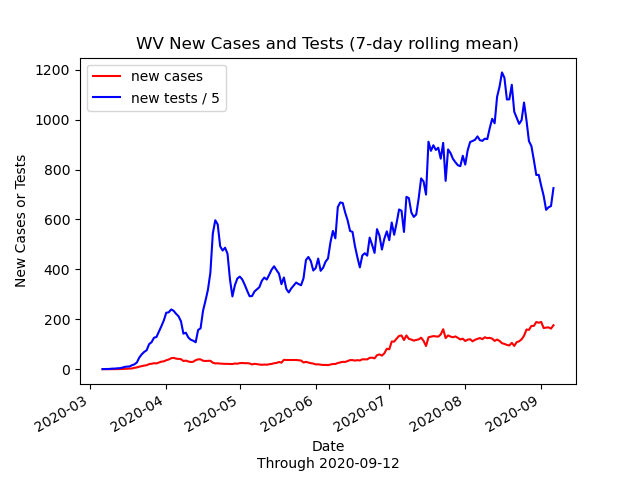 WV New Cases and Tests (7-day rolling mean)
new cases
new tests / 5
New Cases or Tests
1200
1000
800
600
400
200
0
2020-03
2020-04
2020-05
2020-06
2020-07
2020-08
2020-09
Date
Through 2020-09-12